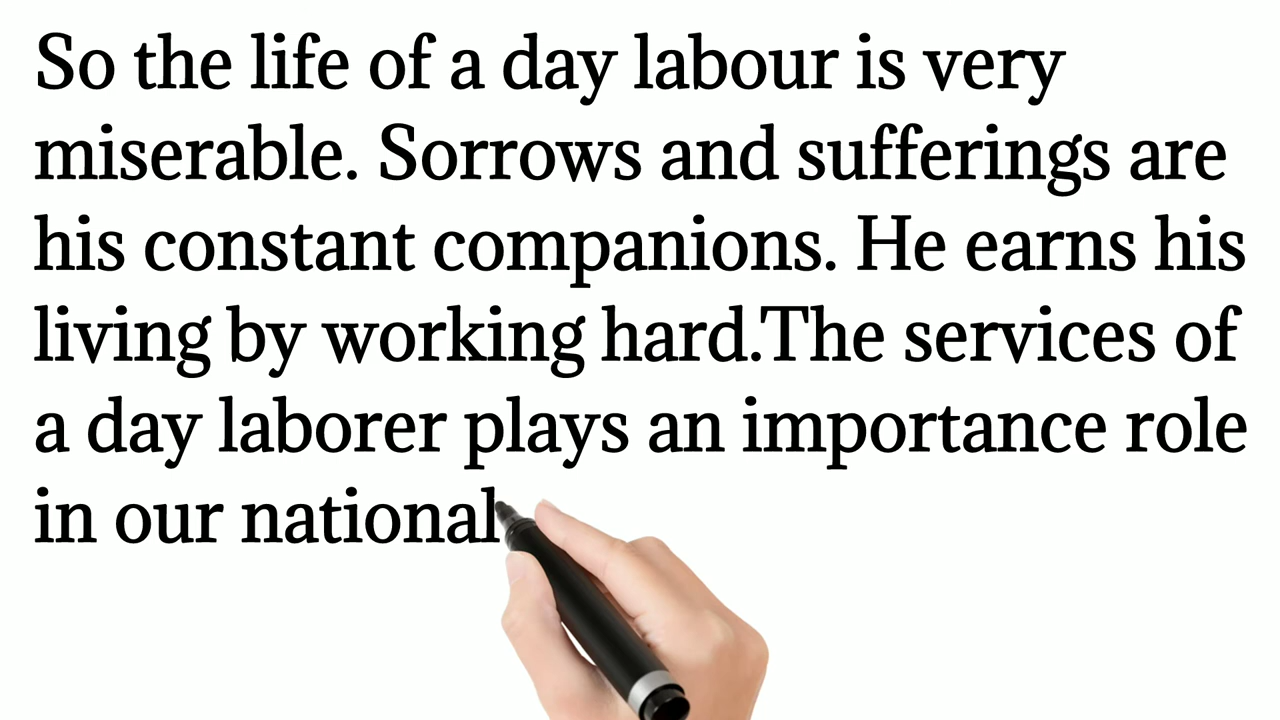 So the life of a day labour is very
miserable. Sorrows and sufferings are
his constant companions. He earns his
living by working hard.The services of
a day laborer plays an importance role
in our national